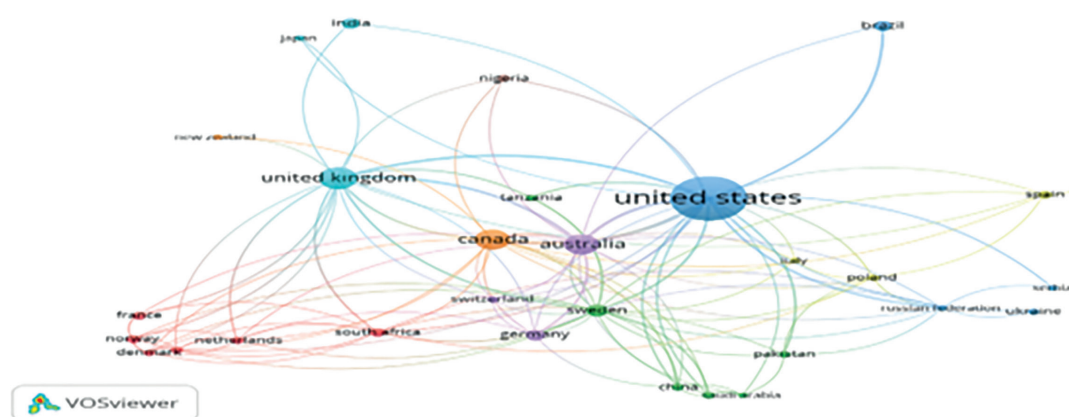 india
brazil
japan
nigeria
new zealand
united kingdom
united states
spain
tanzania
canada
australia
italy
poland
switzerland
serbia
russian federation
ukraine
sweden
france
norway
south africa
germany
netherlands
denmark
pakistan
china
saudi arabia
VOSviewer